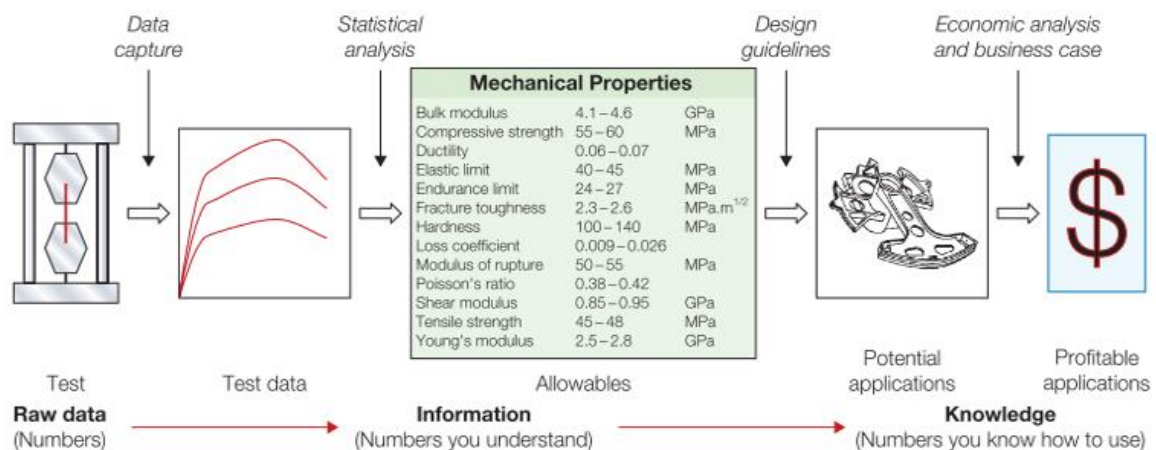 Data
capture
Statistical
analysis
Design
guidelines
Economic analysis
and business case
Mechanical Properties
Bulk modulus 4.1–4.6 GPa
Compressive strength 55–60 MPa
Ductility 0.06–0.07
Elastic limit 40–45 MPa
Endurance limit 24–27 MPa
Fracture toughness 2.3–2.6 MPa.m^1/2
Hardness 100–140 MPa
Loss coefficient 0.009–0.026
Modulus of rupture 50–55 MPa
Poisson's ratio 0.38–0.42
Shear modulus 0.85–0.95 GPa
Tensile strength 45–48 MPa
Young's modulus 2.5–2.8 GPa
$
Test
Test data
Allowables
Potential
applications
Profitable
applications
Raw data
(Numbers)
Information
(Numbers you understand)
Knowledge
(Numbers you know how to use)